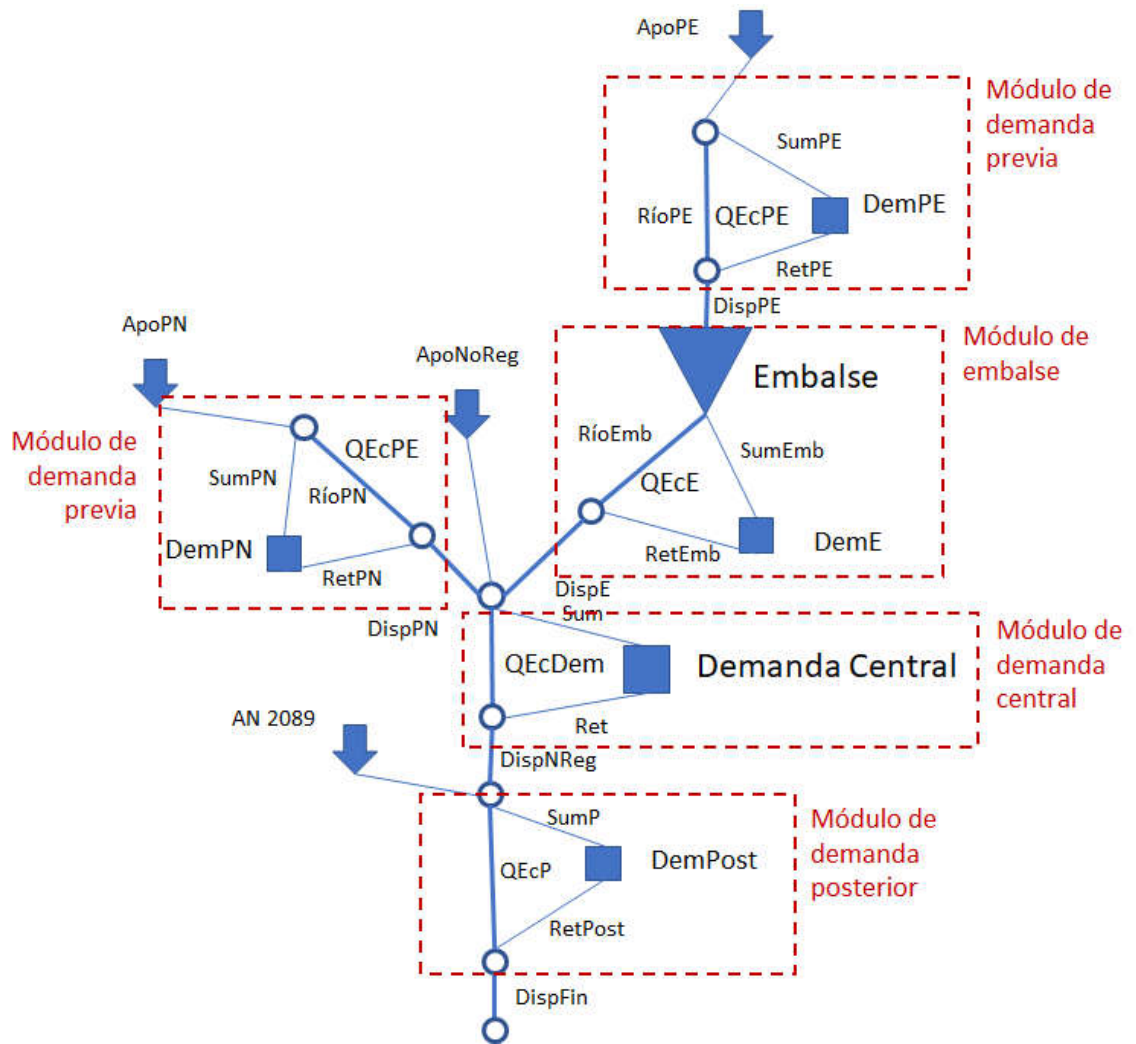 ApoPE
Módulo de
demanda
previa
SumPE
DemPE
RíoPE
QEcPE
RetPE
DispPE
ApoPN
ApoNoReg
Módulo de
embalse
Embalse
Módulo de
demanda
previa
QEcPE
RíoEmb
SumEmb
SumPN
RíoPN
QEcE
DemPN
RetPN
RetEmb
DemE
DispE
Sum
DispPN
Módulo de
demanda
central
QEcDem
Demanda Central
AN 2089
Ret
DispNReg
SumP
Módulo de
demanda
posterior
QEcP
DemPost
RetPost
DispFin